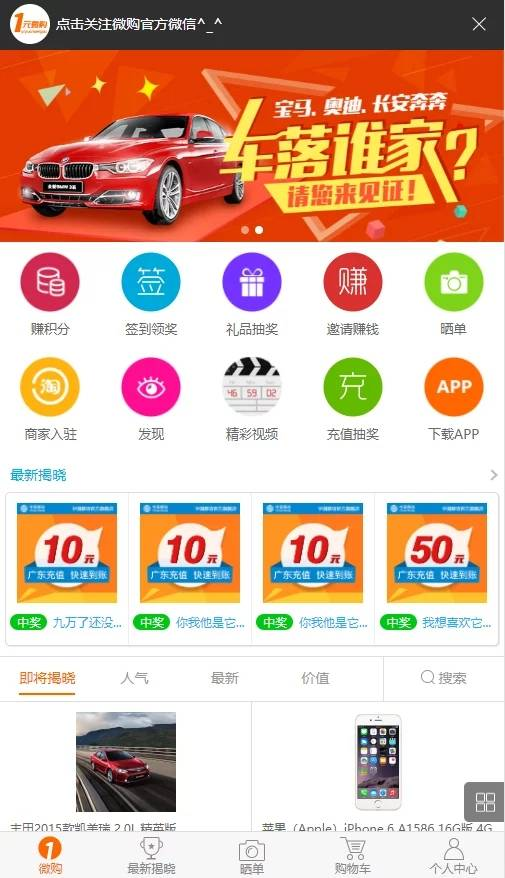 1元微购
点击关注微购官方微信^_^
宝马、奥迪、长安奔奔
车落谁家?
请您来见证!
赚积分
签
签到领奖
礼品抽奖
赚
邀请赚钱
晒单
淘
商家入驻
发现
46 59 02
精彩视频
充
充值抽奖
APP
下载APP
最新揭晓
10元
广东充值 快速到账
中奖 九万了还没...
10元
广东充值 快速到账
中奖 你我他是它...
10元
广东充值 快速到账
中奖 你我他是它...
50元
广东充值 快速到账
中奖 我想喜欢它...
即将揭晓
人气
最新
价值
搜索
丰田2015款凯美瑞 2.0L 精英版
苹果（Apple）iPhone 6 A1586 16G版 4G
1
微购
最新揭晓
晒单
购物车
个人中心